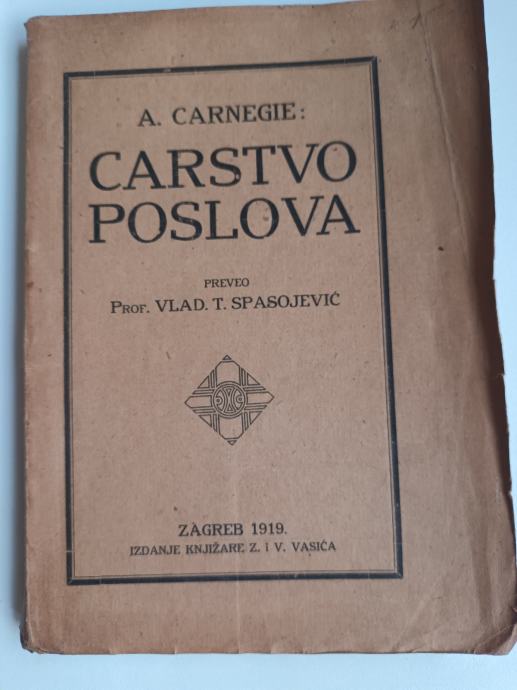 A. CARNEGIE:
CARSTVO
POSLOVA
PREVEO
PROF. VLAD. T. SPASOJEVIĆ
ZAGREB 1919.
IZDANJE KNJIŽARE Z. I V. VASIĆA